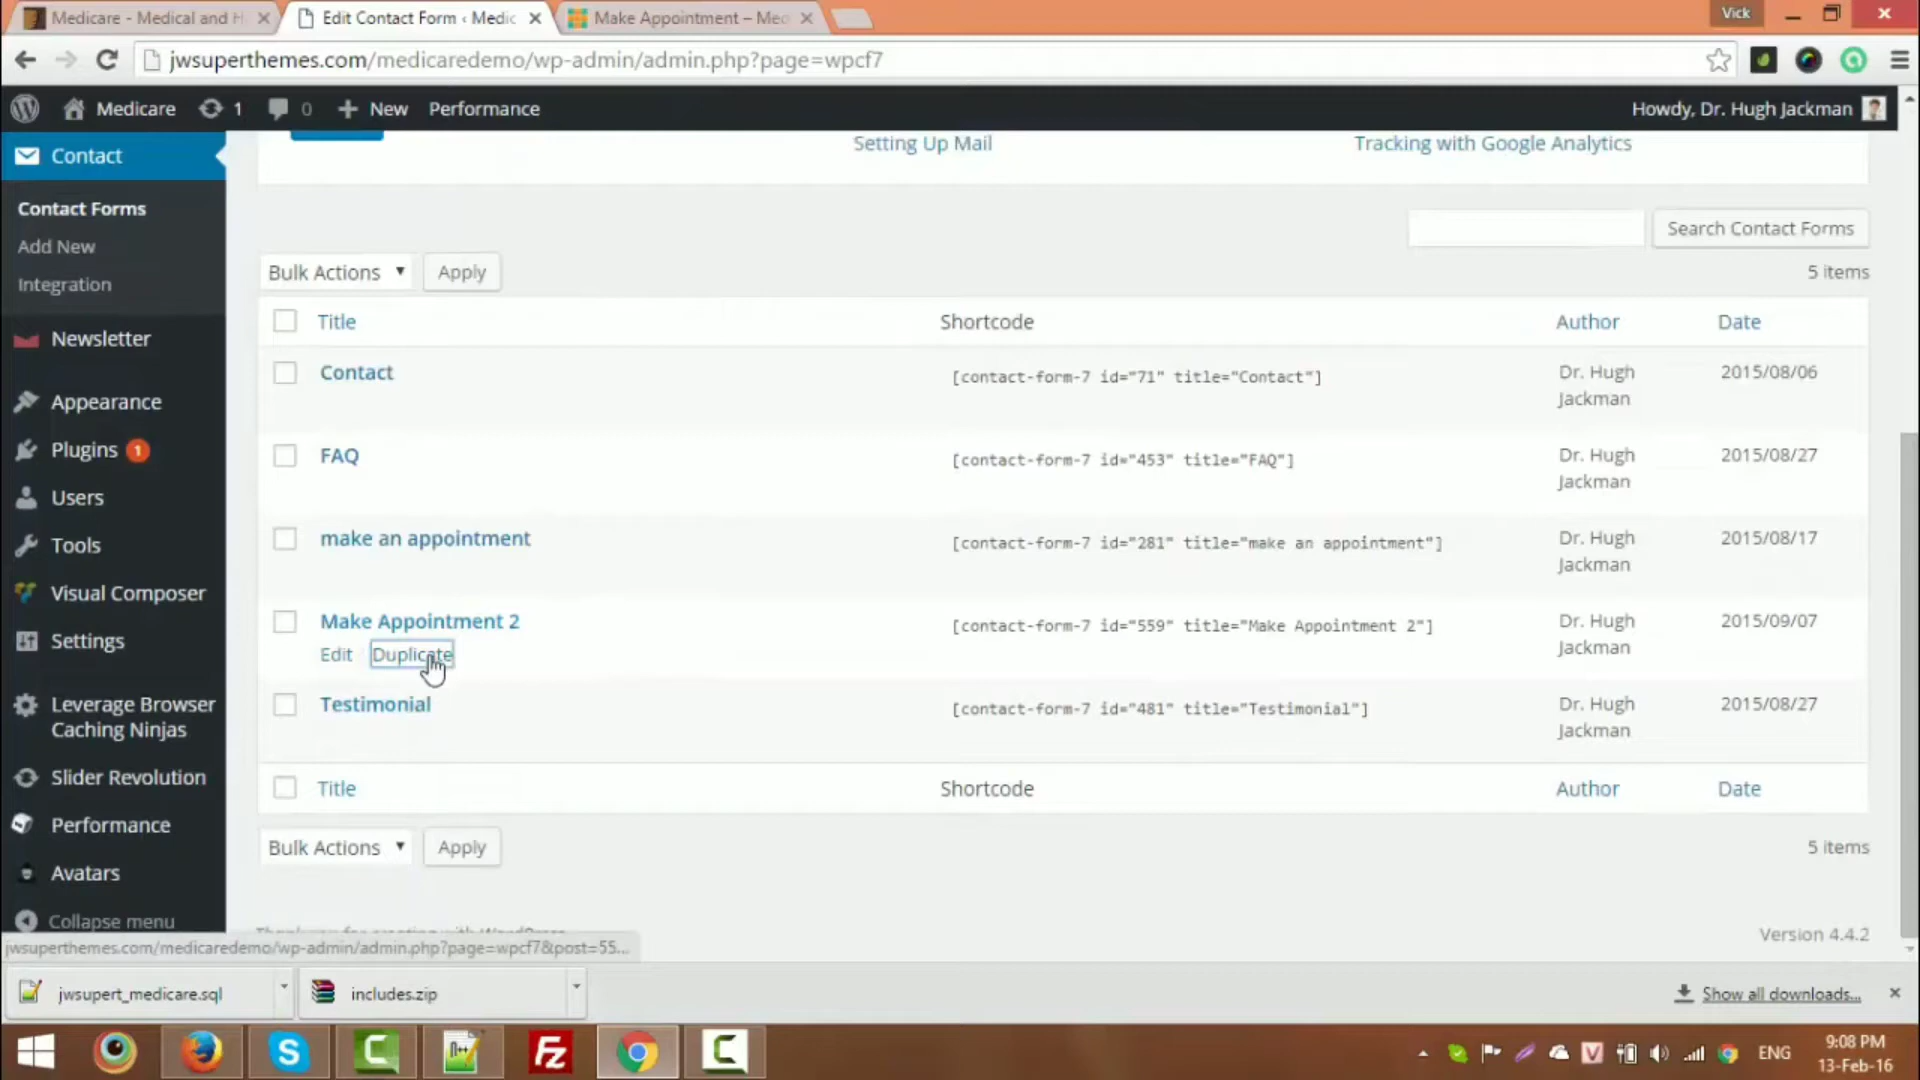 Medicare - Medical and H
Edit Contact Form ‹ Medic
Make Appointment – Med
Vick
jwsuperthemes.com/medicaredemo/wp-admin/admin.php?page=wpcf7
Medicare 1 0 New Performance
Howdy, Dr. Hugh Jackman
Contact
Contact Forms
Add New
Integration
Newsletter
Appearance
Plugins 1
Users
Tools
Visual Composer
Settings
Leverage Browser
Caching Ninjas
Slider Revolution
Performance
Avatars
Collapse menu
Setting Up Mail
Tracking with Google Analytics
Search Contact Forms
Bulk Actions Apply
5 items
Title Shortcode Author Date
Contact [contact-form-7 id="71" title="Contact"] Dr. Hugh 2015/08/06
Jackman
FAQ [contact-form-7 id="453" title="FAQ"] Dr. Hugh 2015/08/27
Jackman
make an appointment [contact-form-7 id="281" title="make an appointment"] Dr. Hugh 2015/08/17
Jackman
Make Appointment 2 [contact-form-7 id="559" title="Make Appointment 2"] Dr. Hugh 2015/09/07
Edit Duplicate Jackman
Testimonial [contact-form-7 id="481" title="Testimonial"] Dr. Hugh 2015/08/27
Jackman
Title Shortcode Author Date
Bulk Actions Apply
5 items
Version 4.4.2
jwsuperthemes.com/medicaredemo/wp-admin/admin.php?page=wpcf7&post=55...
jwsupert_medicare.sql
includes.zip
Show all downloads...
ENG
9:08 PM
13-Feb-16